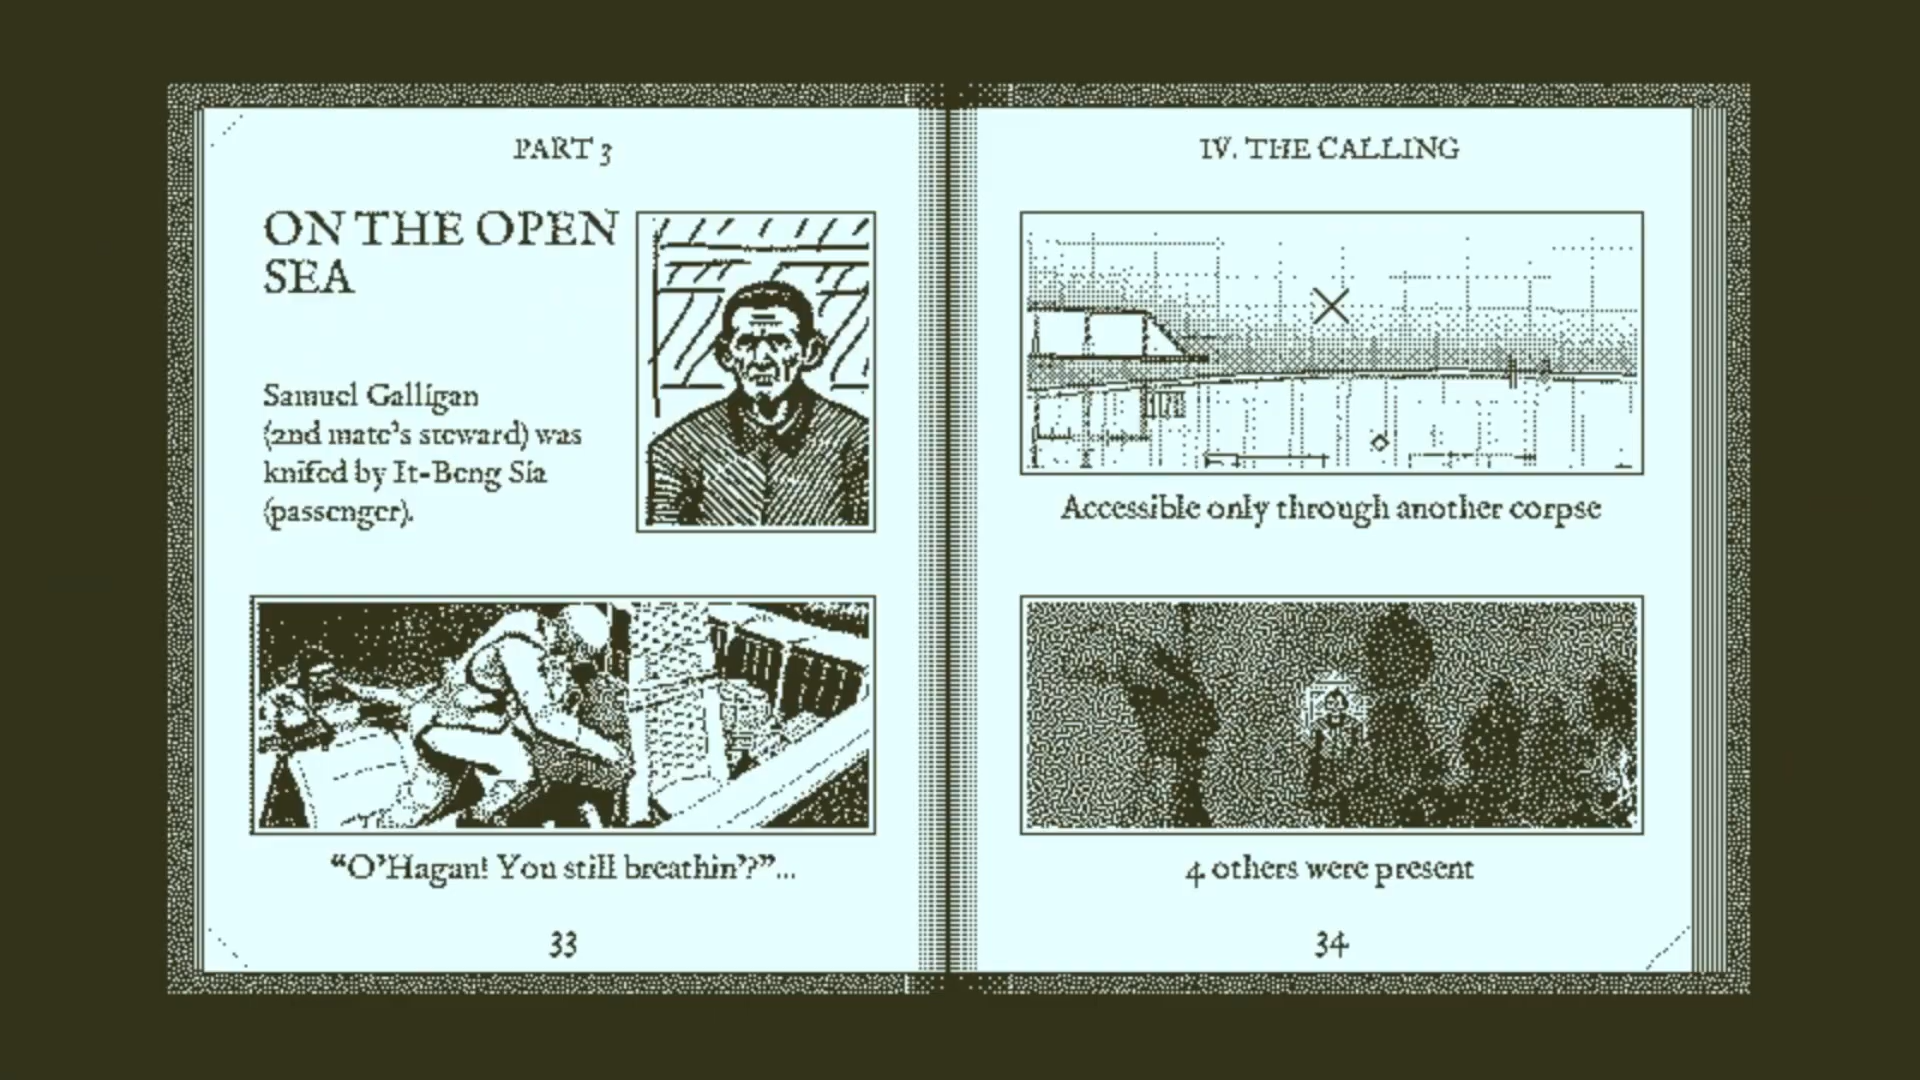 PART 3
ON THE OPEN
SEA
Samuel Galligan
(2nd mate's steward) was
knifed by It-Beng Sia
(passenger).
"O'Hagan! You still breathin'?"...
33
IV. THE CALLING
Accessible only through another corpse
4 others were present
34